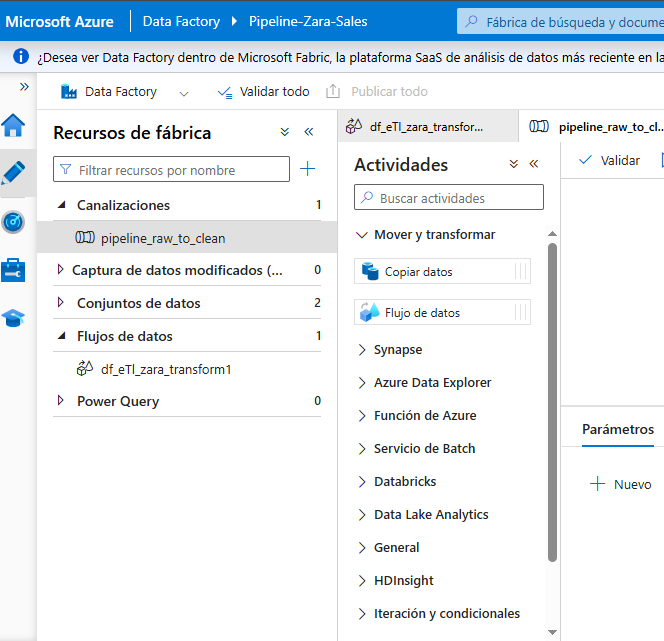 Microsoft Azure Data Factory Pipeline-Zara-Sales Fábrica de búsqueda y docume
¿Desea ver Data Factory dentro de Microsoft Fabric, la plataforma SaaS de análisis de datos más reciente en la
Data Factory Validar todo Publicar todo
Recursos de fábrica
Filtrar recursos por nombre
Canalizaciones 1
pipeline_raw_to_clean
Captura de datos modificados (... 0
Conjuntos de datos 2
Flujos de datos 1
df_eTl_zara_transform1
Power Query 0
df_eTl_zara_transfor... pipeline_raw_to_cl...
Actividades
Buscar actividades
Mover y transformar
Copiar datos
Flujo de datos
Synapse
Azure Data Explorer
Función de Azure
Servicio de Batch
Databricks
Data Lake Analytics
General
HDInsight
Iteración y condicionales
Validar
Parámetros
Nuevo